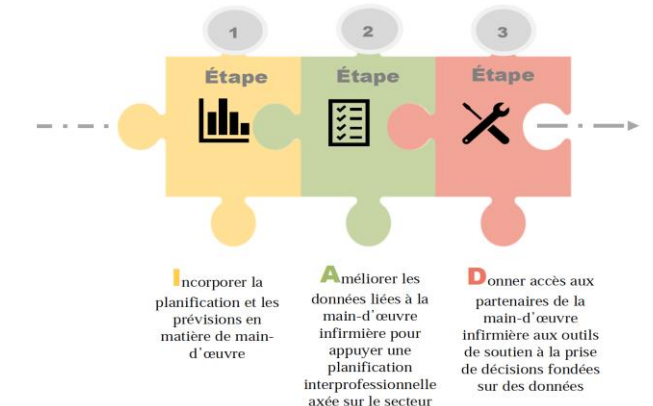 1
2
3
Étape
Étape
Étape
Incorporer la
planification et les
prévisions en
matière de main-
d'œuvre
Améliorer les
données liées à la
main-d'œuvre
infirmière pour
appuyer une
planification
interprofessionnelle
axée sur le secteur
Donner accès aux
partenaires de la
main-d'œuvre
infirmière aux outils
de soutien à la prise
de décisions fondées
sur des données